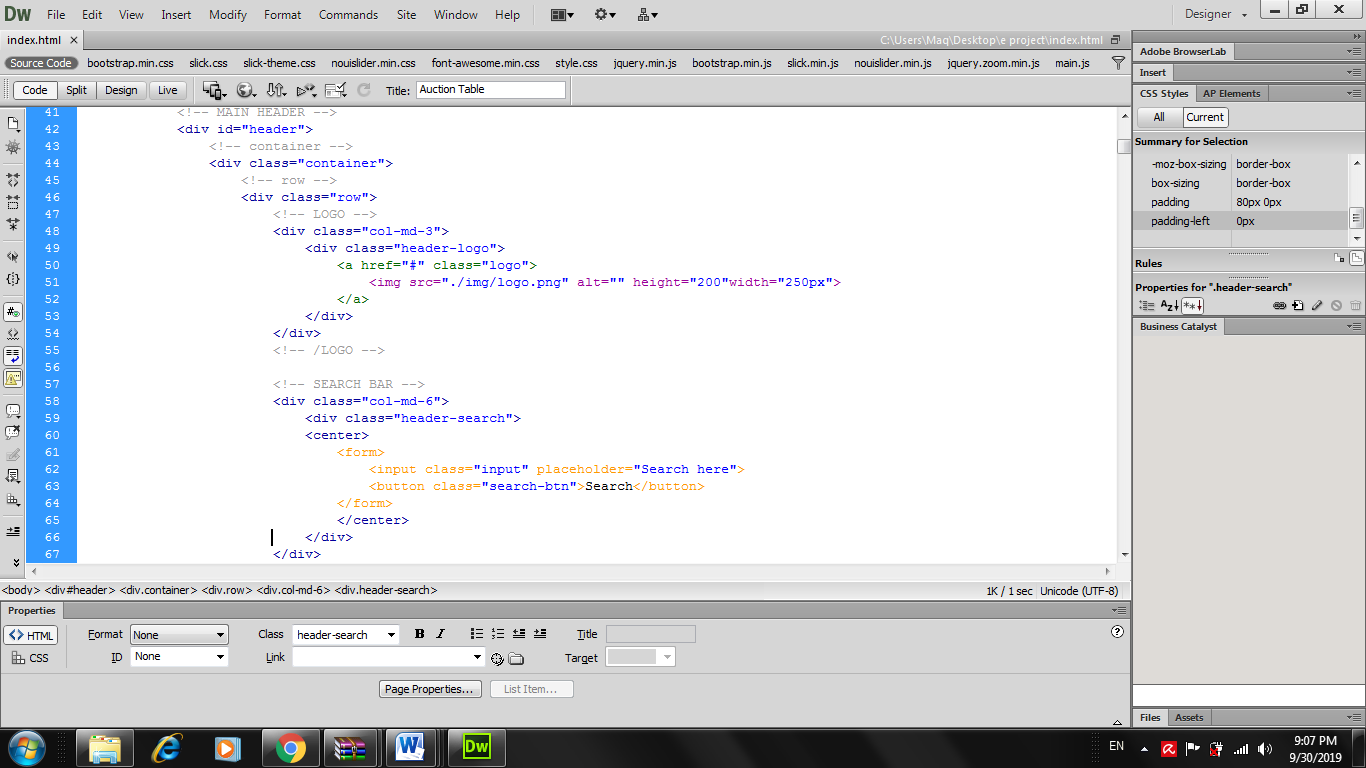 Dw File Edit View Insert Modify Format Commands Site Window Help Designer
index.html C:\Users\Maq\Desktop\e project\index.html
Source Code bootstrap.min.css slick.css slick-theme.css nouislider.min.css font-awesome.min.css style.css jquery.min.js bootstrap.min.js slick.min.js nouislider.min.js jquery.zoom.min.js main.js
Code Split Design Live Title: Auction Table
41 <!-- MAIN HEADER -->
42 <div id="header">
43 <!-- container -->
44 <div class="container">
45 <!-- row -->
46 <div class="row">
47 <!-- LOGO -->
48 <div class="col-md-3">
49 <div class="header-logo">
50 <a href="#" class="logo">
51 <img src="./img/logo.png" alt="" height="200"width="250px">
52 </a>
53 </div>
54 </div>
55 <!-- /LOGO -->
56
57 <!-- SEARCH BAR -->
58 <div class="col-md-6">
59 <div class="header-search">
60 <center>
61 <form>
62 <input class="input" placeholder="Search here">
63 <button class="search-btn">Search</button>
64 </form>
65 </center>
66 </div>
67 </div>
<body> <div#header> <div.container> <div.row> <div.col-md-6> <div.header-search> 1K / 1 sec Unicode (UTF-8)
Properties
HTML Format None Class header-search B I Title
CSS ID None Link Target
Page Properties... List Item...
Adobe BrowserLab
Insert
CSS Styles AP Elements
All Current
Summary for Selection
-moz-box-sizing border-box
box-sizing border-box
padding 80px 0px
padding-left 0px
Rules
Properties for ".header-search"
Business Catalyst
Files Assets
EN 9:07 PM
9/30/2019